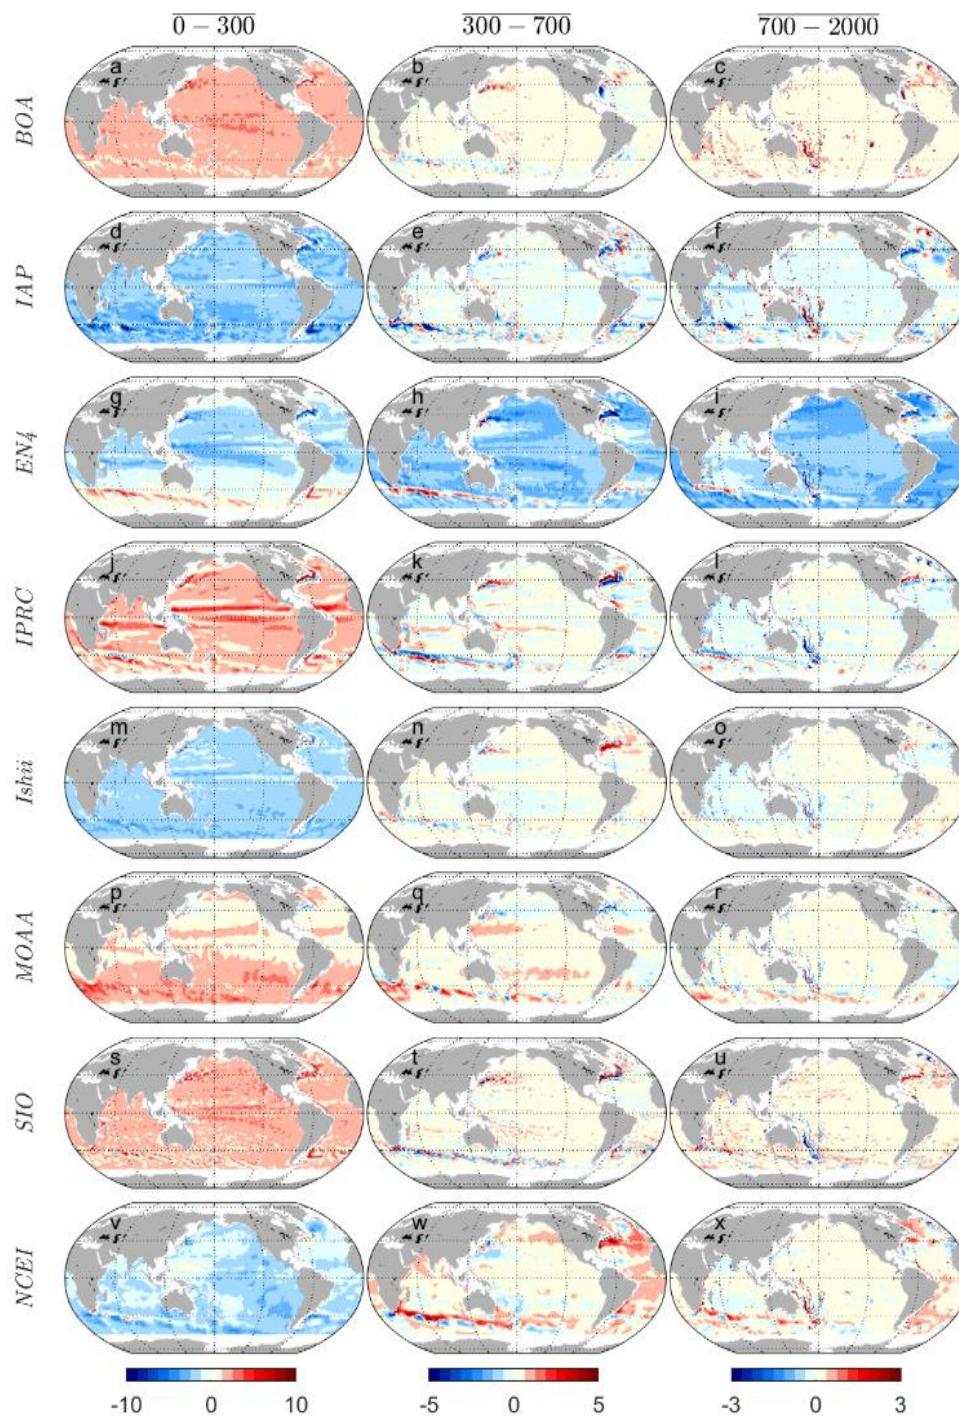 0 − 300 300 − 700 700 − 2000
BOA a b c
IAP d e f
EN4 g h i
IPRC j k l
Ishii m n o
MOAA p q r
SIO s t u
NCEI v w x
-10 0 10 -5 0 5 -3 0 3